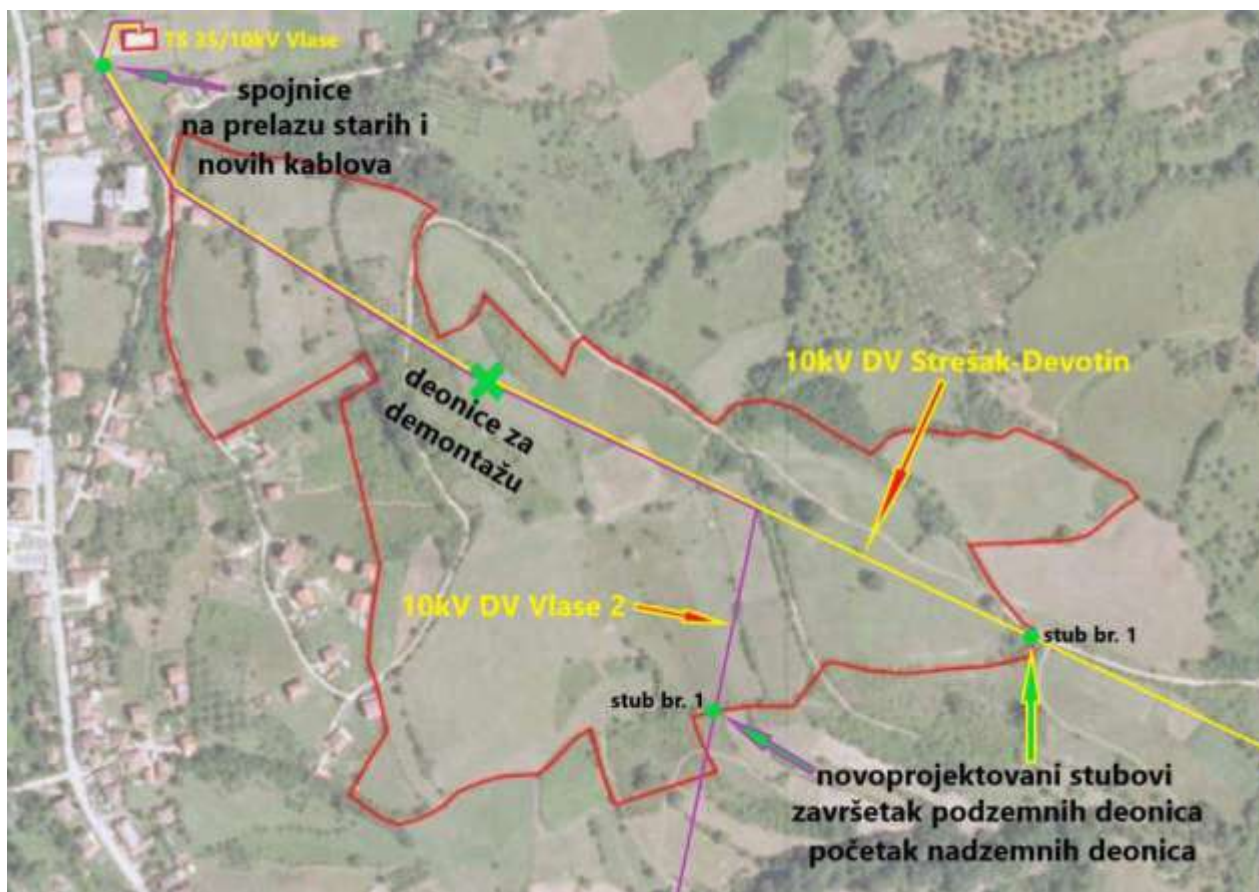 TS 35/10kV Vlase
spojnice
na prelazu starih i
novih kablova
10kV DV Strešak-Devotin
deonice za
demontažu
10kV DV Vlase 2
stub br. 1
stub br. 1
novoprojektovani stubovi
završetak podzemnih deonica
početak nadzemnih deonica